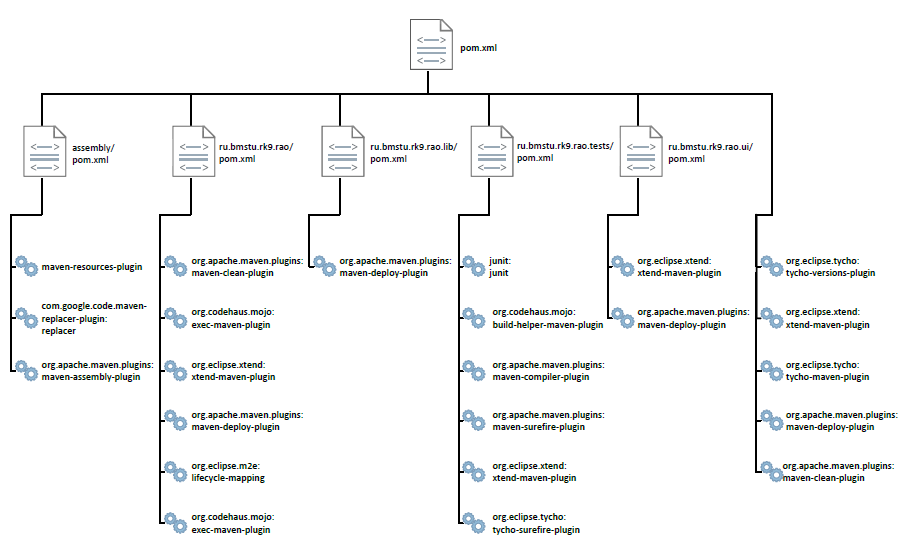 pom.xml
assembly/
pom.xml
ru.bmstu.rk9.rao/
pom.xml
ru.bmstu.rk9.rao.lib/
pom.xml
ru.bmstu.rk9.rao.tests/
pom.xml
ru.bmstu.rk9.rao.ui/
pom.xml
maven-resources-plugin
com.google.code.maven-
replacer-plugin:
replacer
org.apache.maven.plugins:
maven-assembly-plugin
org.apache.maven.plugins:
maven-clean-plugin
org.codehaus.mojo:
exec-maven-plugin
org.eclipse.xtend:
xtend-maven-plugin
org.apache.maven.plugins:
maven-deploy-plugin
org.eclipse.m2e:
lifecycle-mapping
org.codehaus.mojo:
exec-maven-plugin
org.apache.maven.plugins:
maven-deploy-plugin
junit:
junit
org.codehaus.mojo:
build-helper-maven-plugin
org.apache.maven.plugins:
maven-compiler-plugin
org.apache.maven.plugins:
maven-surefire-plugin
org.eclipse.xtend:
xtend-maven-plugin
org.eclipse.tycho:
tycho-surefire-plugin
org.eclipse.xtend:
xtend-maven-plugin
org.apache.maven.plugins:
maven-deploy-plugin
org.eclipse.tycho:
tycho-versions-plugin
org.eclipse.xtend:
xtend-maven-plugin
org.eclipse.tycho:
tycho-maven-plugin
org.apache.maven.plugins:
maven-deploy-plugin
org.apache.maven.plugins:
maven-clean-plugin